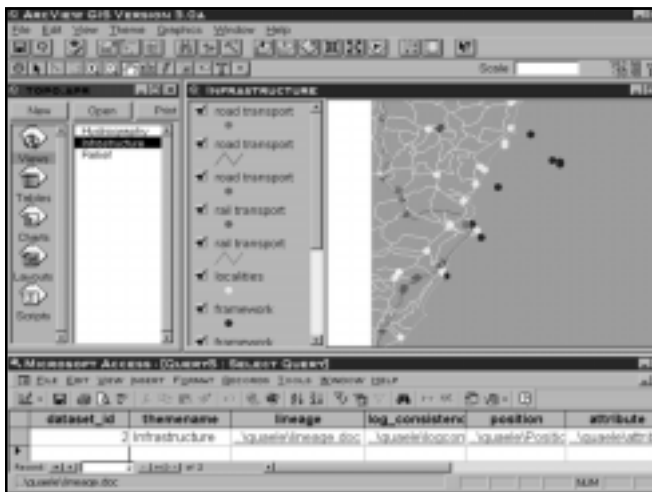 ArcView GIS Version 3.0a
File Edit View Theme Graphics Window Help
Scale
TOPO.APR
Infrastructure
New Open Print
Hydrography
Infrastructure
Relief
Views
Tables
Charts
Layouts
Scripts
road transport
road transport
road transport
rail transport
rail transport
localities
framework
framework
Microsoft Access - [Query5 : Select Query]
File Edit View Insert Format Records Tools Window Help
dataset_id themename lineage log_consistenc position attribute
2 Infrastructure ..\quaele\lineage.doc ..\quaele\logcon ..\quaele\Positic ..\quaele\attrib
Record: of 2
..\quaele\lineage.doc NUM